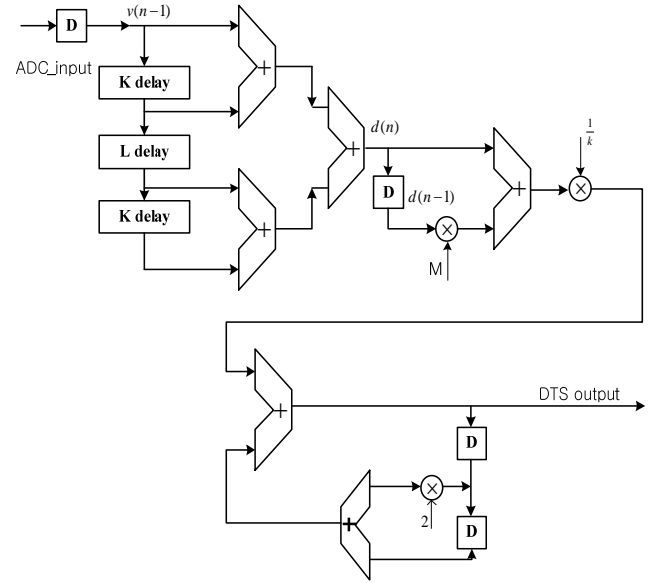 D
v(n−1)
ADC_input
K delay
+
L delay
K delay
+
+
d(n)
D
d(n−1)
×
M
+
1/k
×
+
DTS output
D
×
2
+
D